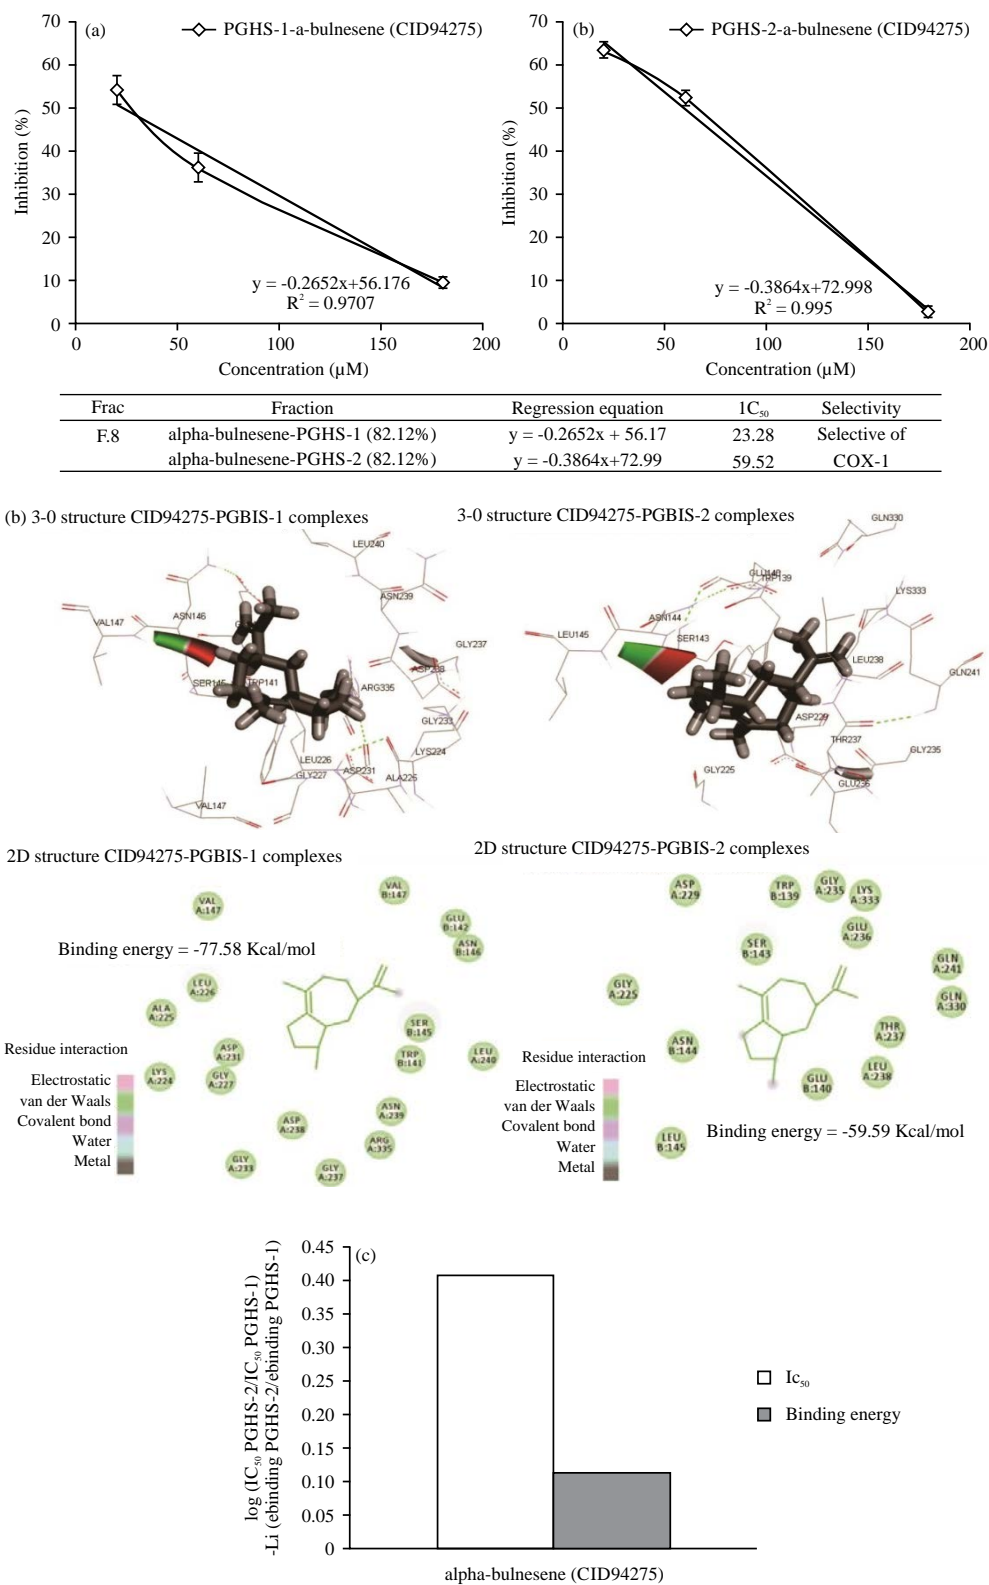 (a)
PGHS-1-a-bulnesene (CID94275)
70
60
50
40
30
20
10
0
Inhibition (%)
y = -0.2652x+56.176
R² = 0.9707
0 50 100 150 200
Concentration (µM)
(b)
PGHS-2-a-bulnesene (CID94275)
70
60
50
40
30
20
10
0
Inhibition (%)
y = -0.3864x+72.998
R² = 0.995
0 50 100 150 200
Concentration (µM)
Frac Fraction Regression equation 1C₅₀ Selectivity
F.8 alpha-bulnesene-PGHS-1 (82.12%) y = -0.2652x + 56.17 23.28 Selective of
alpha-bulnesene-PGHS-2 (82.12%) y = -0.3864x+72.99 59.52 COX-1
(b) 3-0 structure CID94275-PGBIS-1 complexes
LEU240
ASN239
ASN146
VAL147
GLY237
SER145
TRP141
ARG335
GLY233
LYS224
LEU226
ASP231
GLY227
ALA225
VAL147
3-0 structure CID94275-PGBIS-2 complexes
GLN330
GLU140
TRP139
LYS333
ASN144
SER143
LEU145
LEU238
GLN241
ASP229
THR237
GLY235
GLY225
GLU236
2D structure CID94275-PGBIS-1 complexes
VAL A:147
VAL B:147
GLU B:142
ASN B:146
Binding energy = -77.58 Kcal/mol
LEU A:226
ALA A:225
SER B:145
ASP A:231
TRP B:141
LEU A:240
LYS A:224
GLY A:227
ASN A:239
ASP A:238
ARG A:335
GLY A:233
GLY A:237
Residue interaction
Electrostatic
van der Waals
Covalent bond
Water
Metal
2D structure CID94275-PGBIS-2 complexes
ASP A:229
TRP B:139
GLY A:235
LYS A:333
GLU A:236
SER B:143
GLN A:241
GLY A:225
GLN A:330
THR A:237
ASN B:144
LEU A:238
GLU B:140
LEU B:145
Residue interaction
Electrostatic
van der Waals
Covalent bond
Water
Metal
Binding energy = -59.59 Kcal/mol
(c)
log (IC₅₀ PGHS-2/IC₅₀ PGHS-1)
-Li (ebinding PGHS-2/ebinding PGHS-1)
0.45
0.40
0.35
0.30
0.25
0.20
0.15
0.10
0.05
0
Ic₅₀
Binding energy
alpha-bulnesene (CID94275)